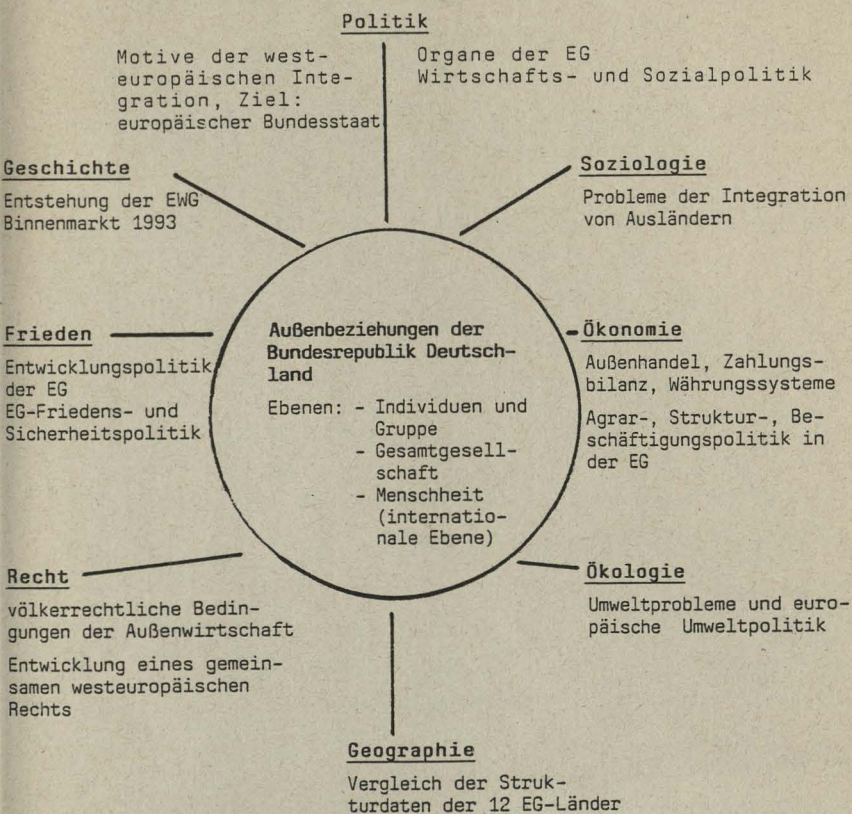 Politik
Motive der west-
europäischen Inte-
gration, Ziel:
europäischer Bundesstaat
Organe der EG
Wirtschafts- und Sozialpolitik
Geschichte
Entstehung der EWG
Binnenmarkt 1993
Soziologie
Probleme der Integration
von Ausländern
Frieden
Entwicklungspolitik
der EG
EG-Friedens- und
Sicherheitspolitik
Außenbeziehungen der
Bundesrepublik Deutsch-
land
Ebenen: - Individuen und
Gruppe
- Gesamtgesell-
schaft
- Menschheit
(internatio-
nale Ebene)
Ökonomie
Außenhandel, Zahlungs-
bilanz, Währungssysteme
Agrar-, Struktur-, Be-
schäftigungspolitik in
der EG
Recht
völkerrechtliche Bedin-
gungen der Außenwirtschaft
Entwicklung eines gemein-
samen westeuropäischen
Rechts
Ökologie
Umweltprobleme und euro-
päische Umweltpolitik
Geographie
Vergleich der Struk-
turdaten der 12 EG-Länder